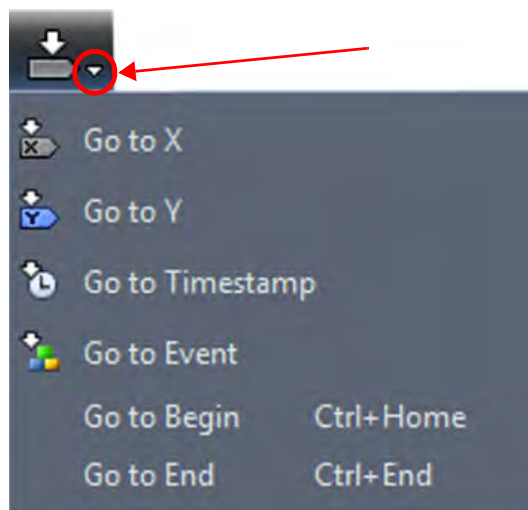 X Go to X
Y Go to Y
Go to Timestamp
Go to Event
Go to Begin Ctrl+Home
Go to End Ctrl+End